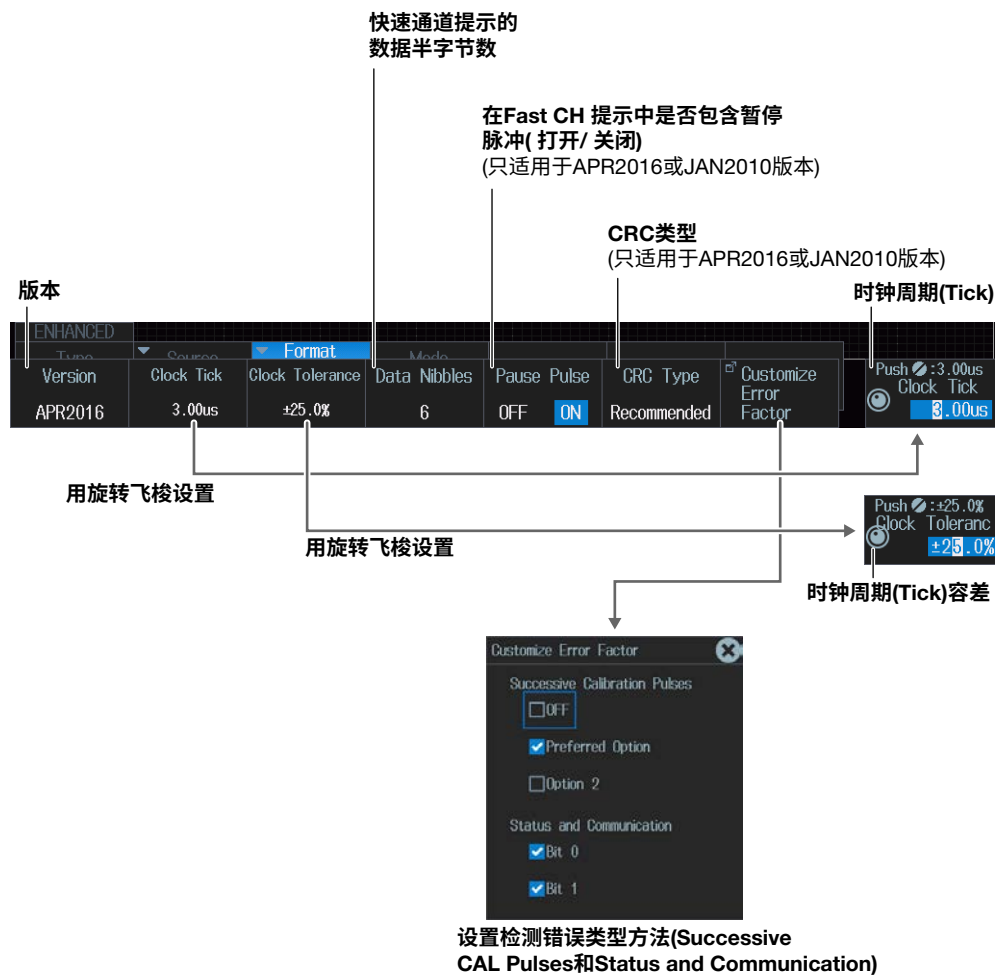 快速通道提示的
数据半字节数
在Fast CH 提示中是否包含暂停
脉冲( 打开/ 关闭)
(只适用于APR2016或JAN2010版本)
CRC类型
(只适用于APR2016或JAN2010版本)
版本
时钟周期(Tick)
ENHANCED
Type
Source
Format
Mode
Version
APR2016
Clock Tick
3.00us
Clock Tolerance
±25.0%
Data Nibbles
6
Pause Pulse
OFF ON
CRC Type
Recommended
Customize
Error
Factor
Push :3.00us
Clock Tick
3.00us
用旋转飞梭设置
用旋转飞梭设置
Push :±25.0%
Clock Toleranc
±25.0%
时钟周期(Tick)容差
Customize Error Factor
Successive Calibration Pulses
OFF
Preferred Option
Option 2
Status and Communication
Bit 0
Bit 1
设置检测错误类型方法(Successive
CAL Pulses和Status and Communication)